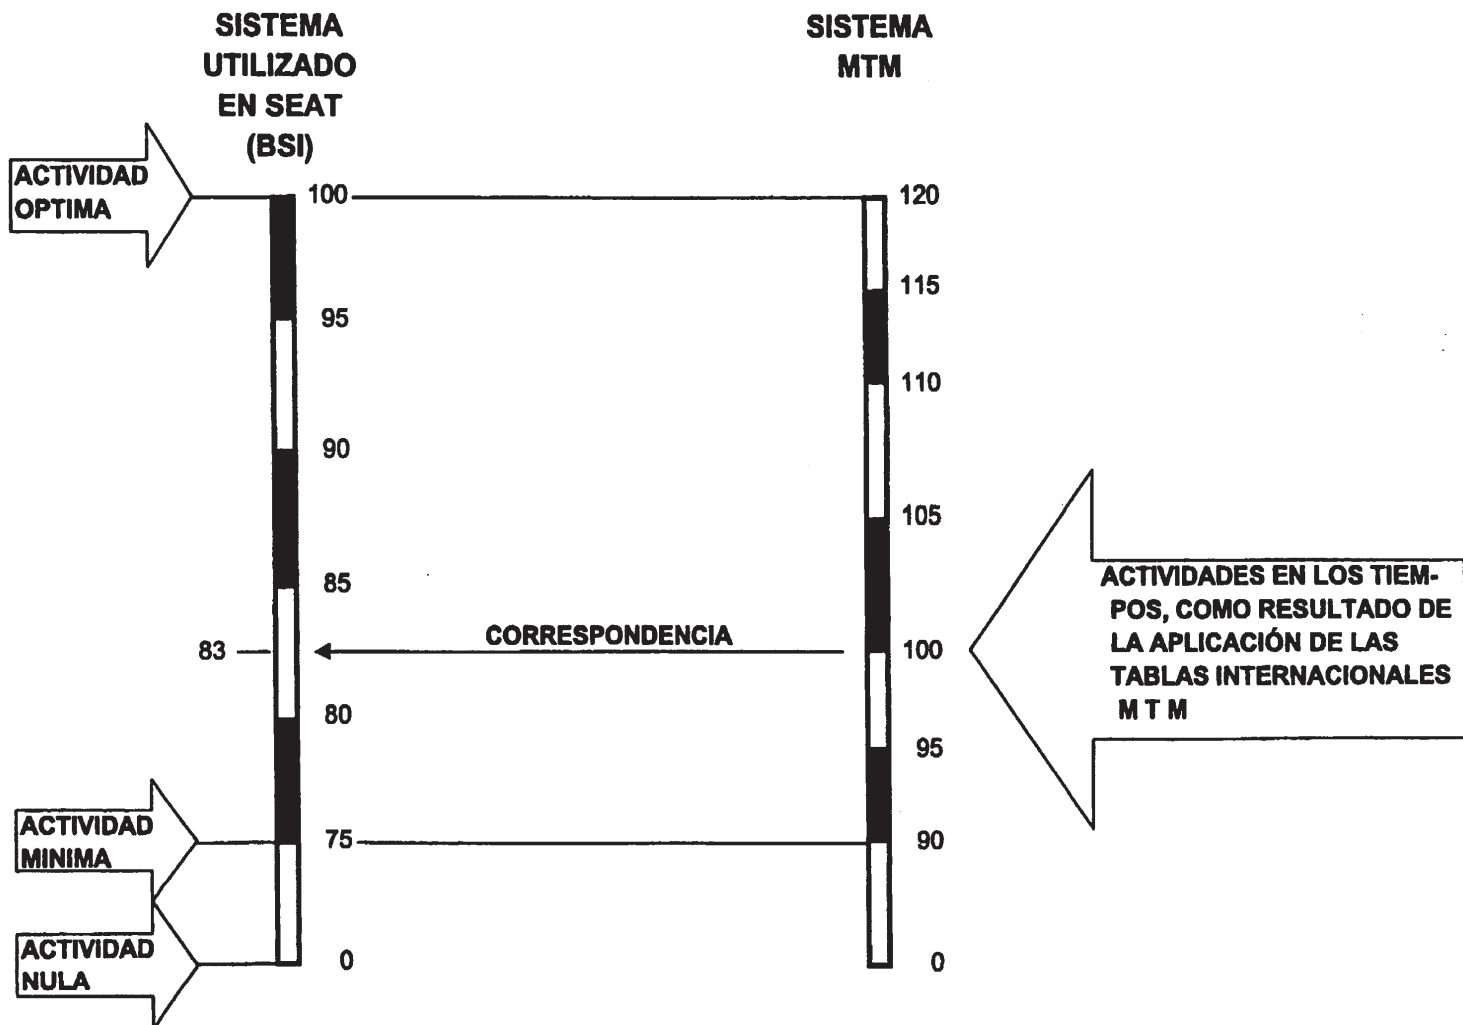 SISTEMA
UTILIZADO
EN SEAT
(BSI)
SISTEMA
MTM
ACTIVIDAD
OPTIMA
100
120
115
95
110
90
105
85
ACTIVIDADES EN LOS TIEM-
POS, COMO RESULTADO DE
LA APLICACIÓN DE LAS
TABLAS INTERNACIONALES
M T M
83
CORRESPONDENCIA
100
80
95
ACTIVIDAD
MINIMA
75
90
ACTIVIDAD
NULA
0
0